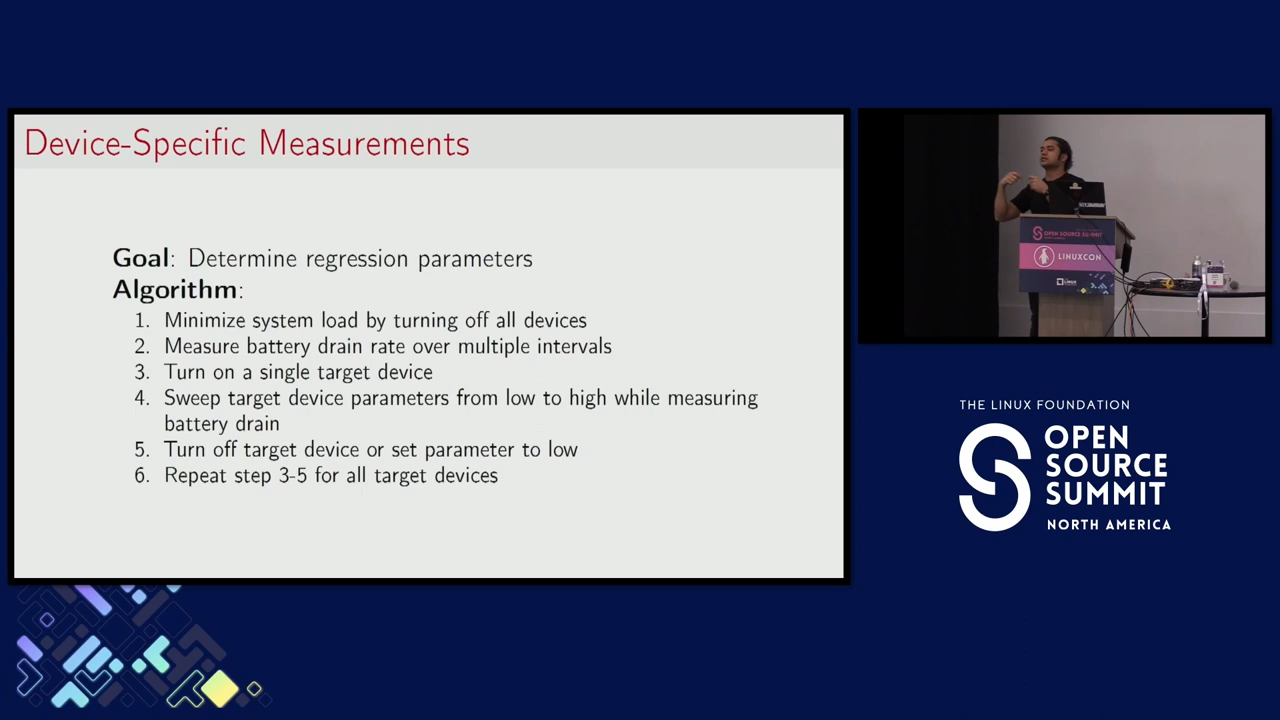 Device-Specific Measurements
Goal: Determine regression parameters
Algorithm:
1. Minimize system load by turning off all devices
2. Measure battery drain rate over multiple intervals
3. Turn on a single target device
4. Sweep target device parameters from low to high while measuring
battery drain
5. Turn off target device or set parameter to low
6. Repeat step 3-5 for all target devices
OPEN SOURCE SUMMIT
LINUXCON
THE LINUX FOUNDATION
OPEN
SOURCE
SUMMIT
NORTH AMERICA